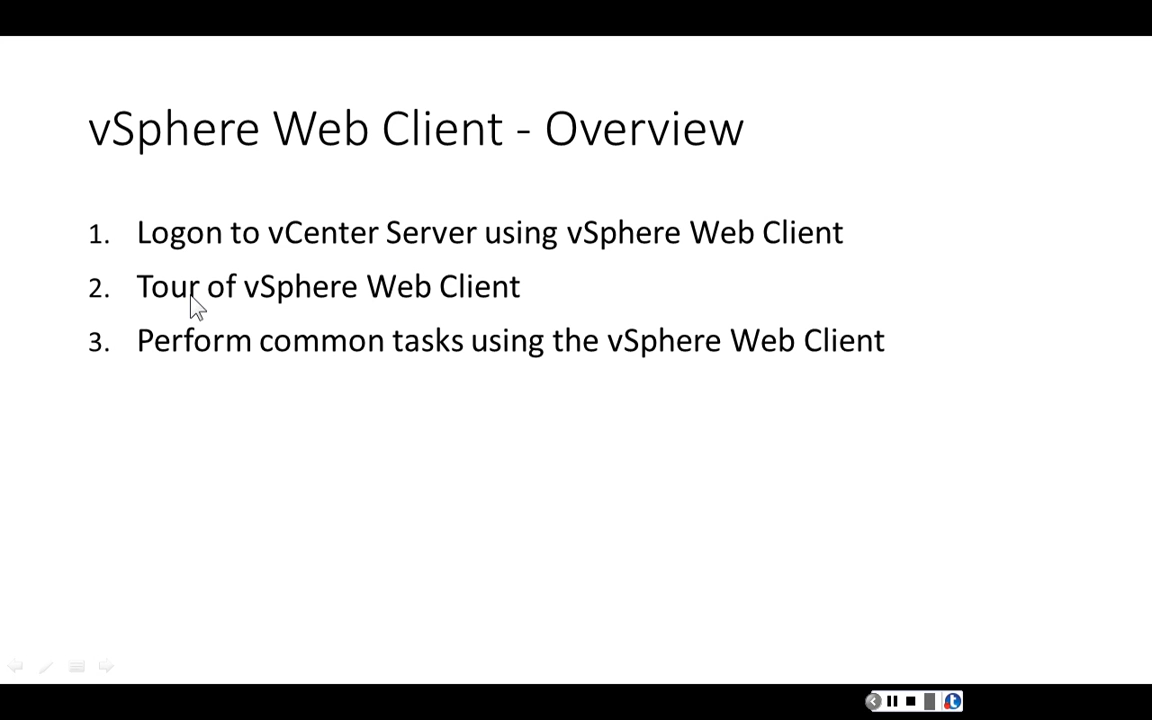 vSphere Web Client - Overview
1. Logon to vCenter Server using vSphere Web Client
2. Tour of vSphere Web Client
3. Perform common tasks using the vSphere Web Client
t